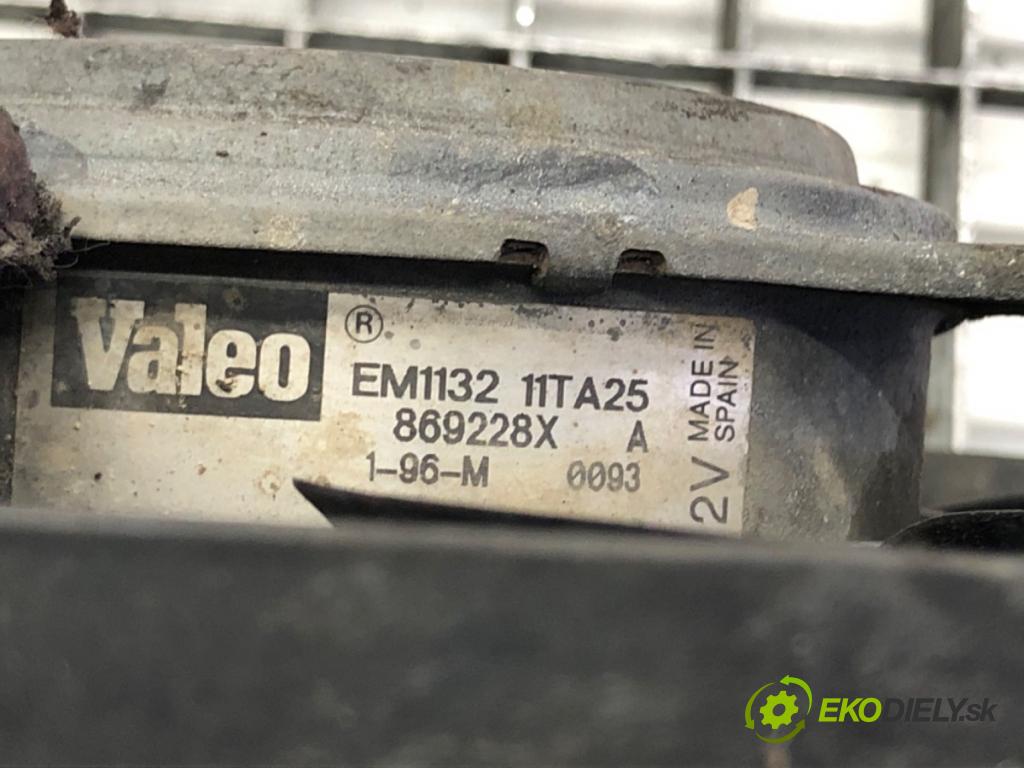 Valeo ®
EM1132 11TA25
869228X A
1-96-M 0093
2V MADE IN
SPAIN
EKODIELY.sk